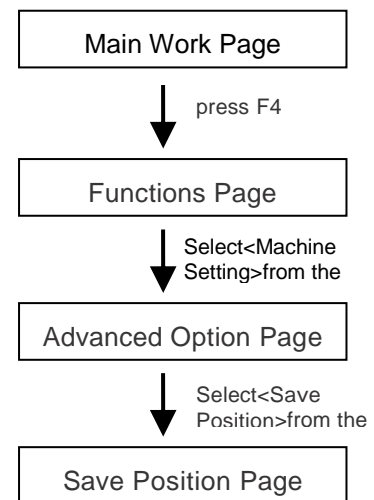 Main Work Page
press F4
Functions Page
Select<Machine
Setting>from the
Advanced Option Page
Select<Save
Position>from the
Save Position Page